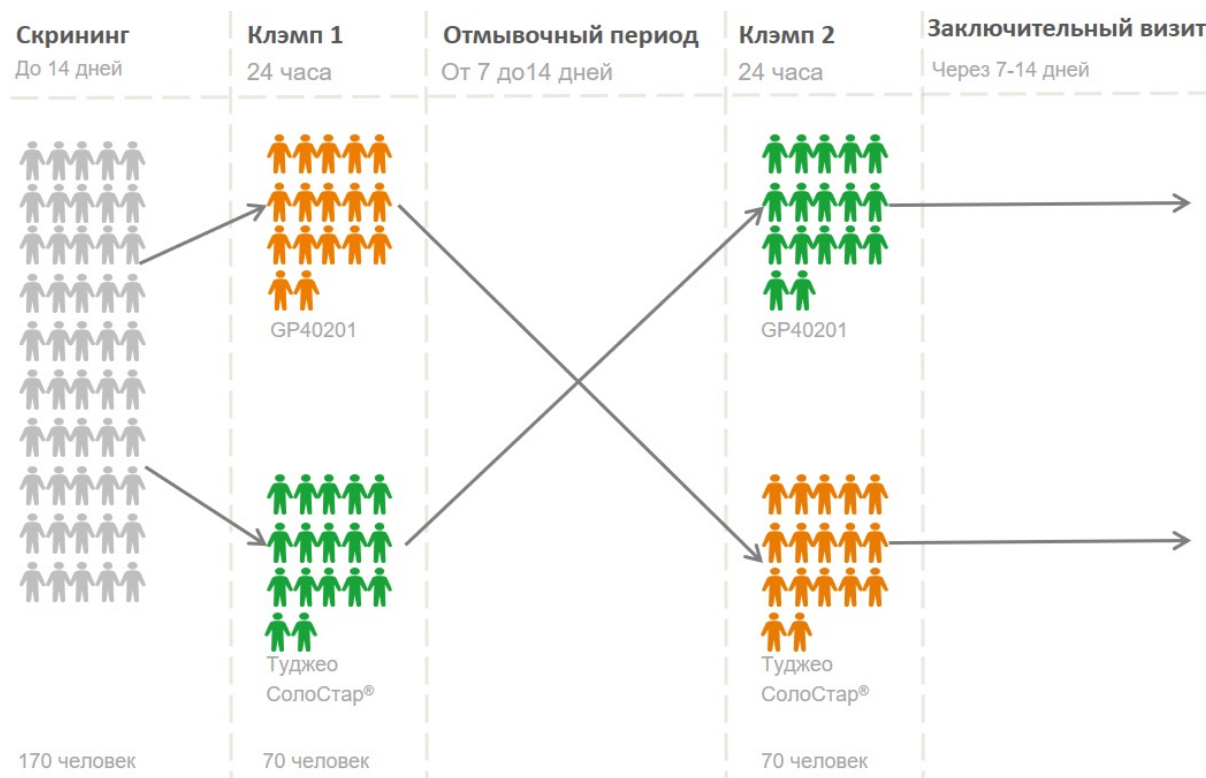 Скрининг
До 14 дней
Клэмп 1
24 часа
Отмывочный период
От 7 до14 дней
Клэмп 2
24 часа
Заключительный визит
Через 7-14 дней
GP40201
GP40201
Туджео
СолоСтар®
Туджео
СолоСтар®
170 человек
70 человек
70 человек